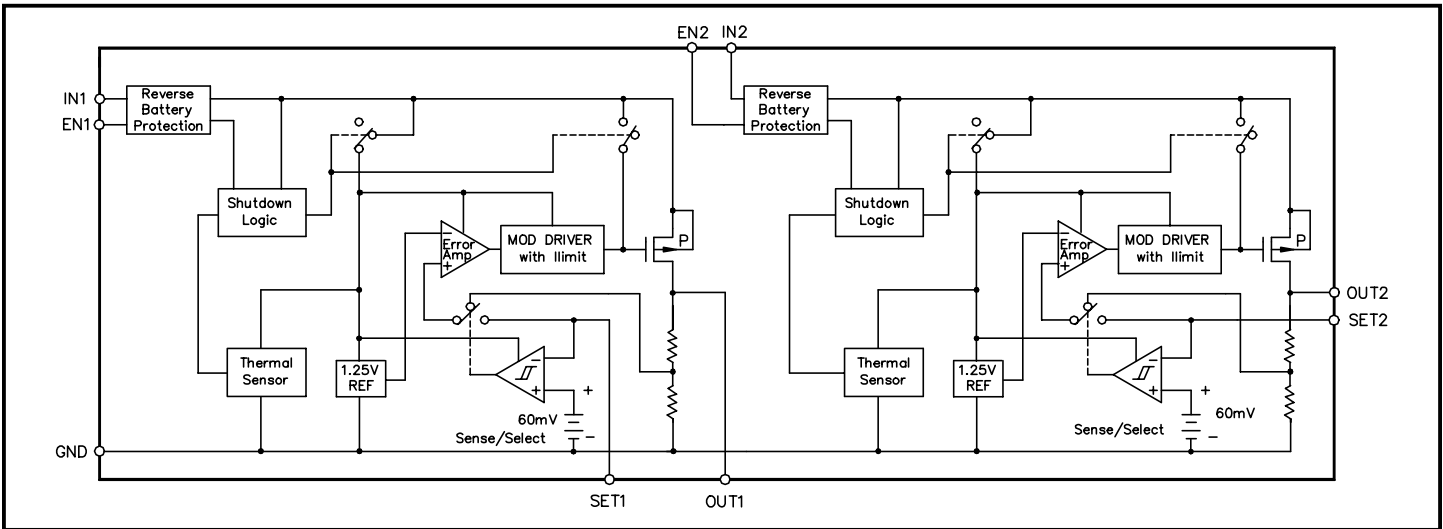 EN2 IN2
IN1
EN1
Reverse
Battery
Protection
Shutdown
Logic
Error
Amp
−
+
MOD DRIVER
with Ilimit
P
Thermal
Sensor
1.25V
REF
−
+
+
60mV
−
Sense/Select
GND
SET1
OUT1
Reverse
Battery
Protection
Shutdown
Logic
−
Error
Amp
+
MOD DRIVER
with Ilimit
P
OUT2
SET2
Thermal
Sensor
1.25V
REF
−
+
+
60mV
−
Sense/Select